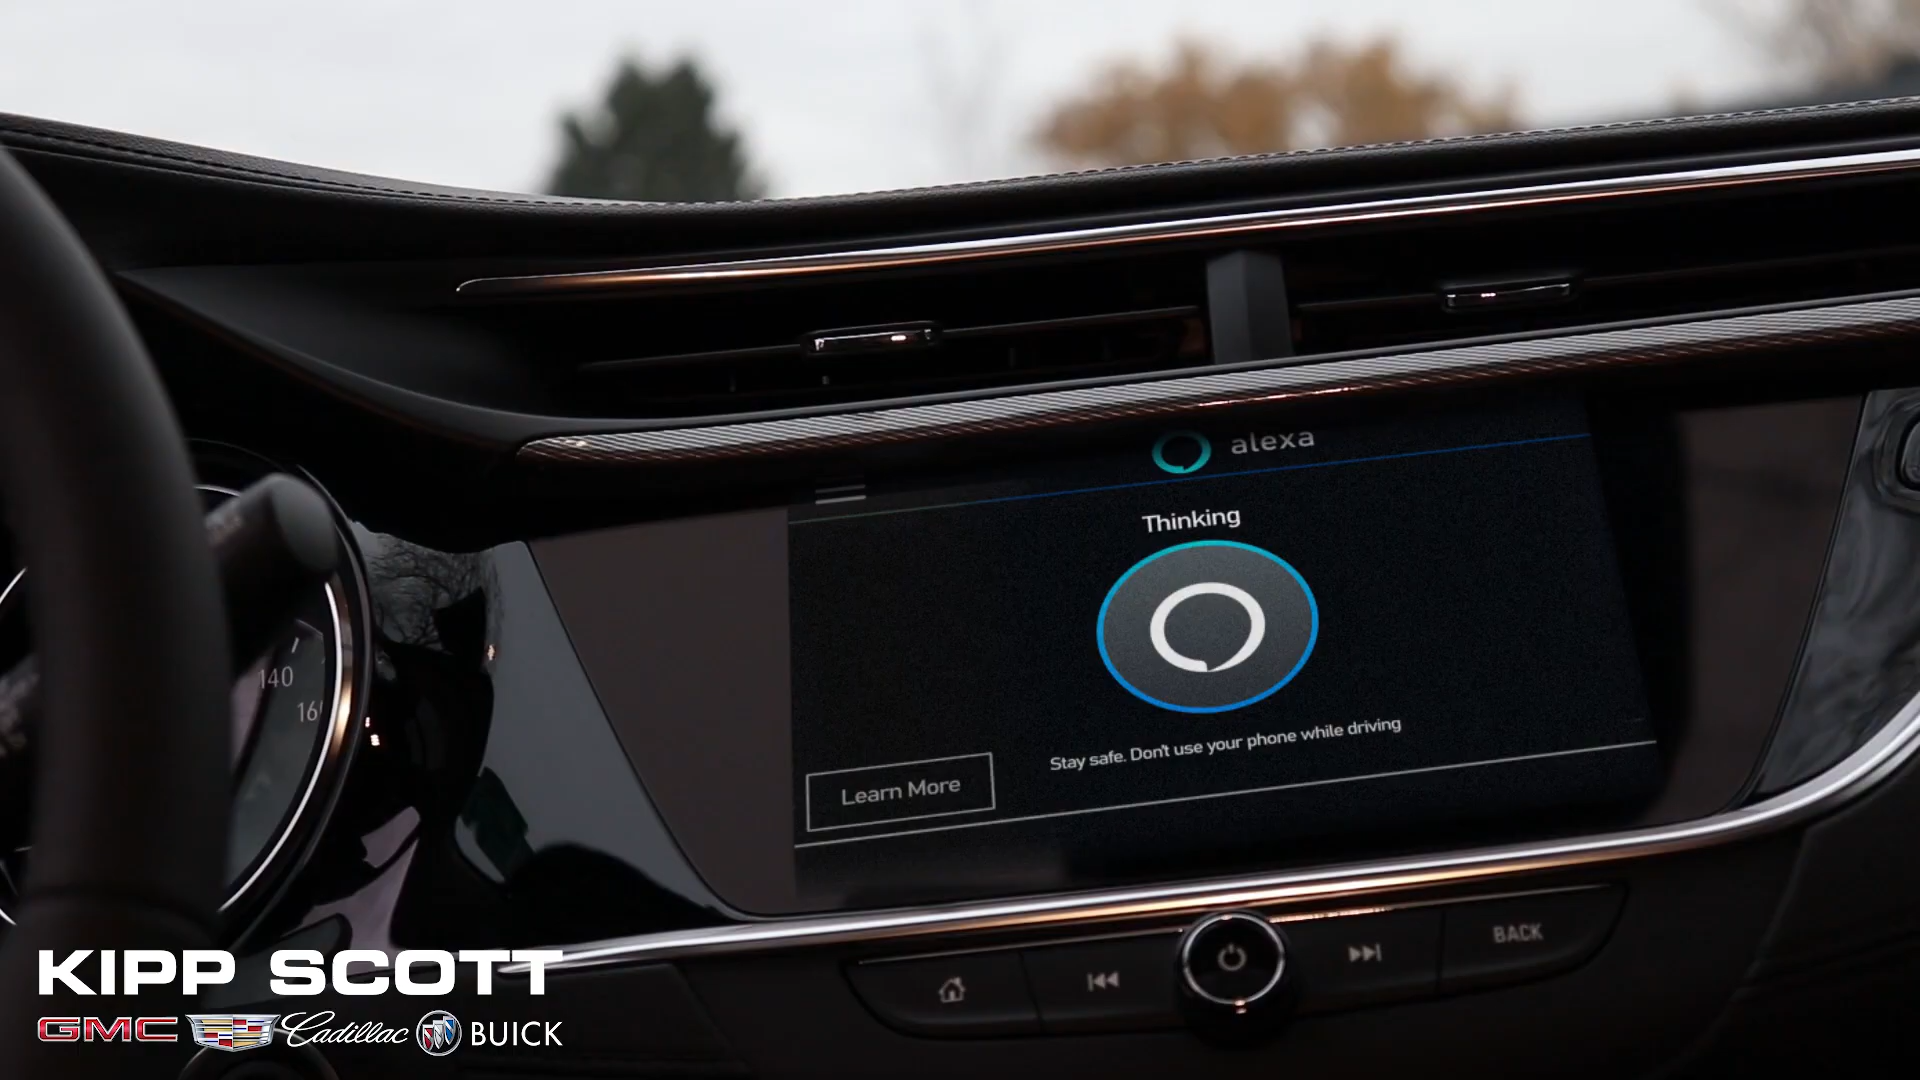 alexa
Thinking
Stay safe. Don't use your phone while driving
Learn More
140
160
BACK
KIPP SCOTT
GMC Cadillac BUICK